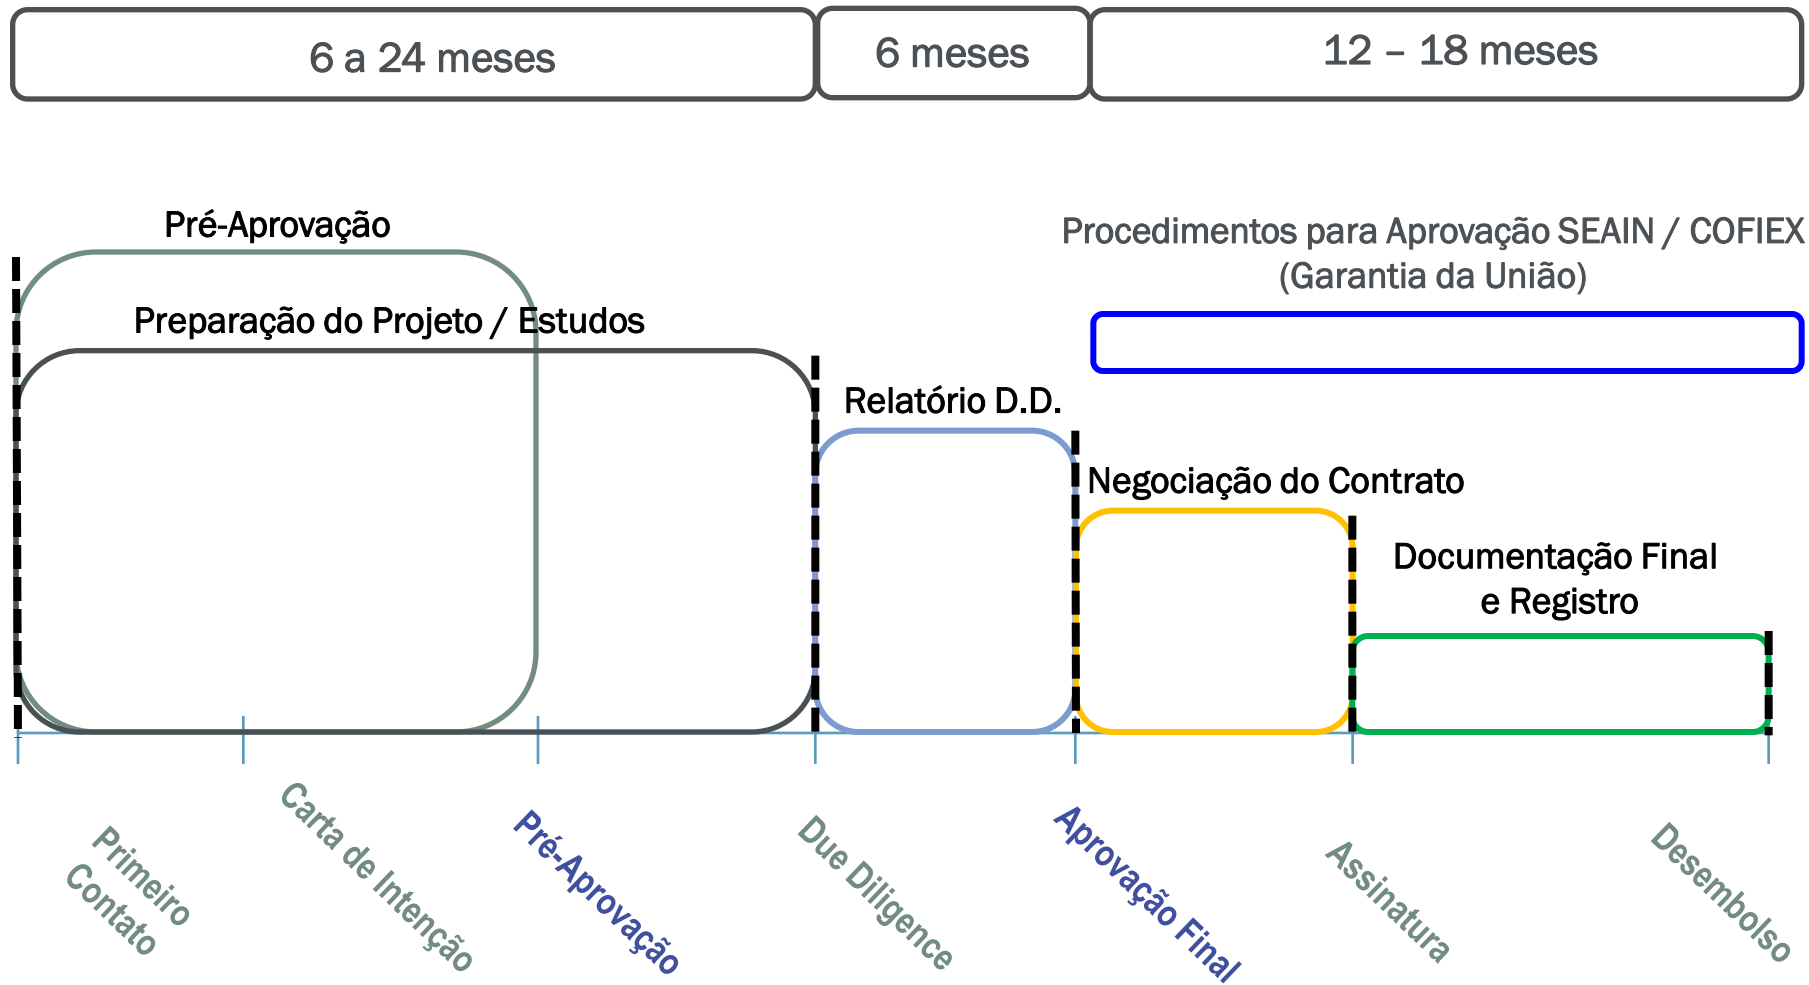 6 a 24 meses
6 meses
12 – 18 meses
Pré-Aprovação
Procedimentos para Aprovação SEAIN / COFIEX
(Garantia da União)
Preparação do Projeto / Estudos
Relatório D.D.
Negociação do Contrato
Documentação Final
e Registro
Primeiro
Contato
Carta de Intenção
Pré-Aprovação
Due Diligence
Aprovação Final
Assinatura
Desembolso